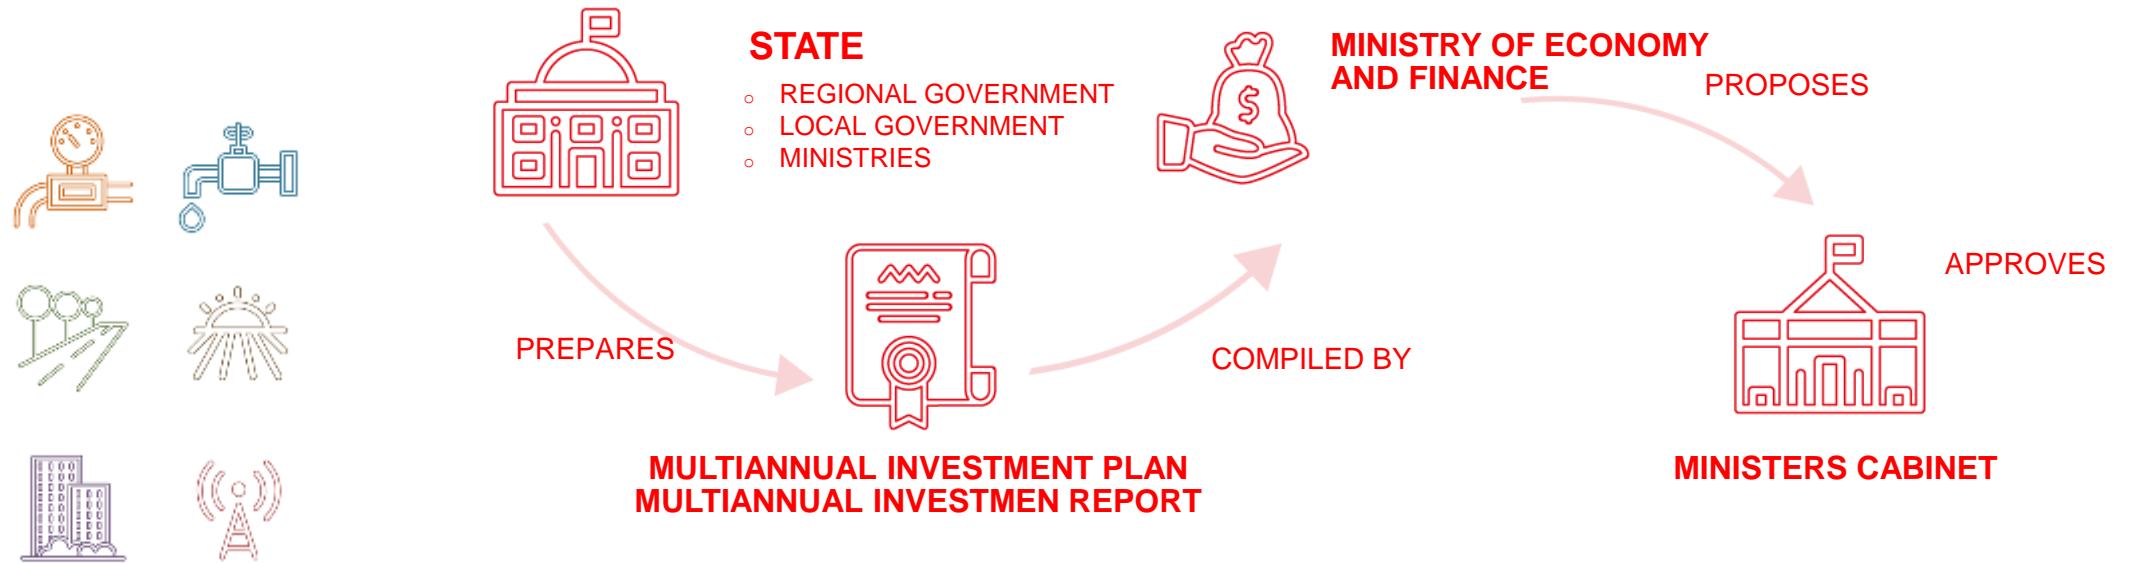 STATE
REGIONAL GOVERNMENT
LOCAL GOVERNMENT
MINISTRIES
PREPARES
MULTIANNUAL INVESTMENT PLAN
MULTIANNUAL INVESTMEN REPORT
COMPILED BY
$
MINISTRY OF ECONOMY
AND FINANCE
PROPOSES
APPROVES
MINISTERS CABINET